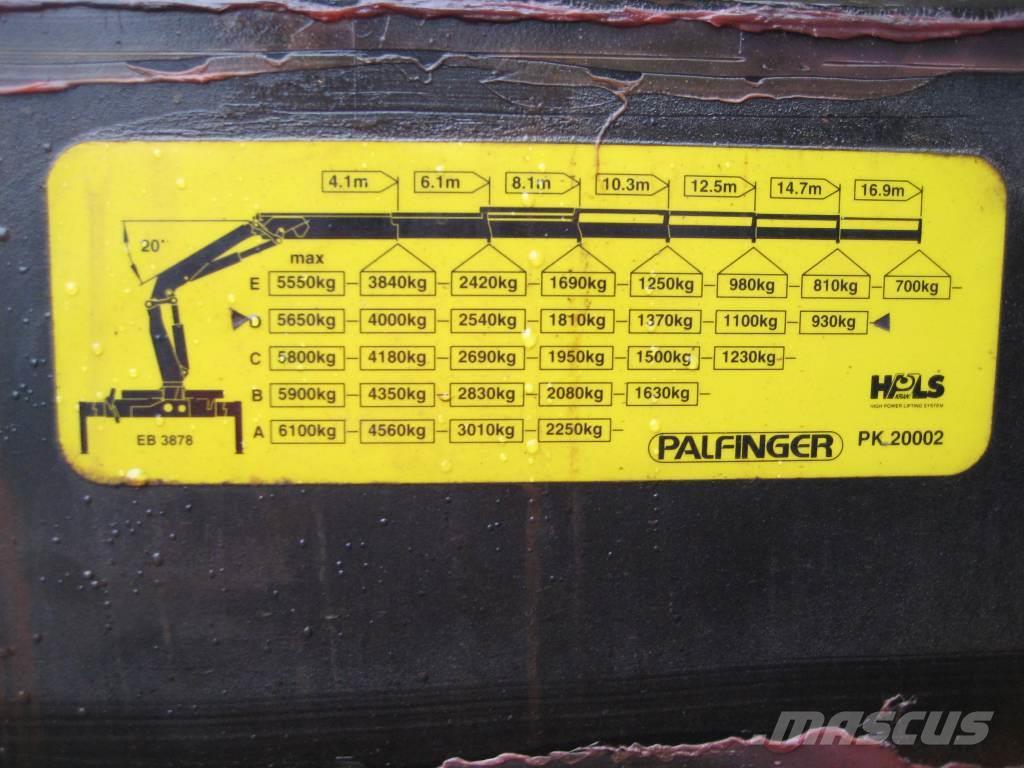 4.1m 6.1m 8.1m 10.3m 12.5m 14.7m 16.9m
20°
max
E 5550kg 3840kg 2420kg 1690kg 1250kg 980kg 810kg 700kg
D 5650kg 4000kg 2540kg 1810kg 1370kg 1100kg 930kg
C 5800kg 4180kg 2690kg 1950kg 1500kg 1230kg
B 5900kg 4350kg 2830kg 2080kg 1630kg
A 6100kg 4560kg 3010kg 2250kg
EB 3878
HPLS
HIGH POWER LIFTING SYSTEM
PALFINGER PK 20002
mascus